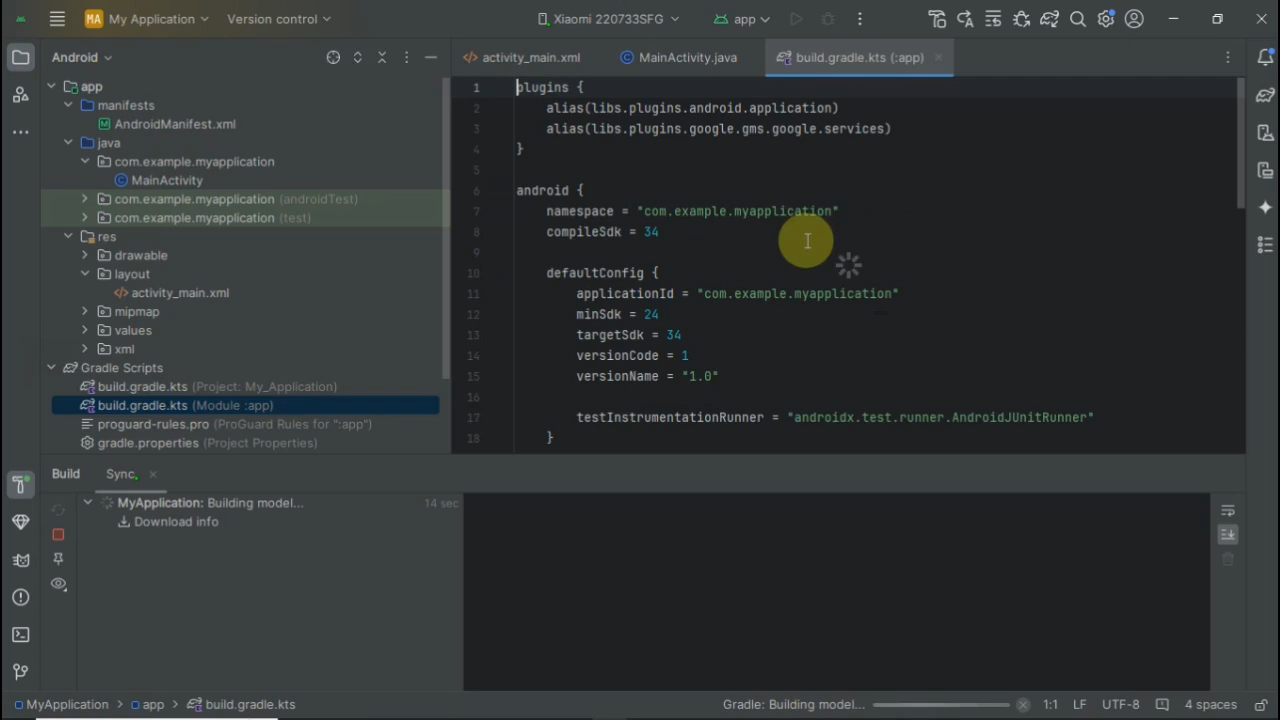 MA My Application Version control Xiaomi 220733SFG app
Android
activity_main.xml MainActivity.java build.gradle.kts (:app)
app
manifests
AndroidManifest.xml
java
com.example.myapplication
MainActivity
com.example.myapplication (androidTest)
com.example.myapplication (test)
res
drawable
layout
activity_main.xml
mipmap
values
xml
Gradle Scripts
build.gradle.kts (Project: My_Application)
build.gradle.kts (Module :app)
proguard-rules.pro (ProGuard Rules for ":app")
gradle.properties (Project Properties)
1 plugins {
2 alias(libs.plugins.android.application)
3 alias(libs.plugins.google.gms.google.services)
4 }
5
6 android {
7 namespace = "com.example.myapplication"
8 compileSdk = 34
9
10 defaultConfig {
11 applicationId = "com.example.myapplication"
12 minSdk = 24
13 targetSdk = 34
14 versionCode = 1
15 versionName = "1.0"
16
17 testInstrumentationRunner = "androidx.test.runner.AndroidJUnitRunner"
18 }
Build Sync
MyApplication: Building model... 14 sec
Download info
MyApplication > app > build.gradle.kts Gradle: Building model... 1:1 LF UTF-8 4 spaces